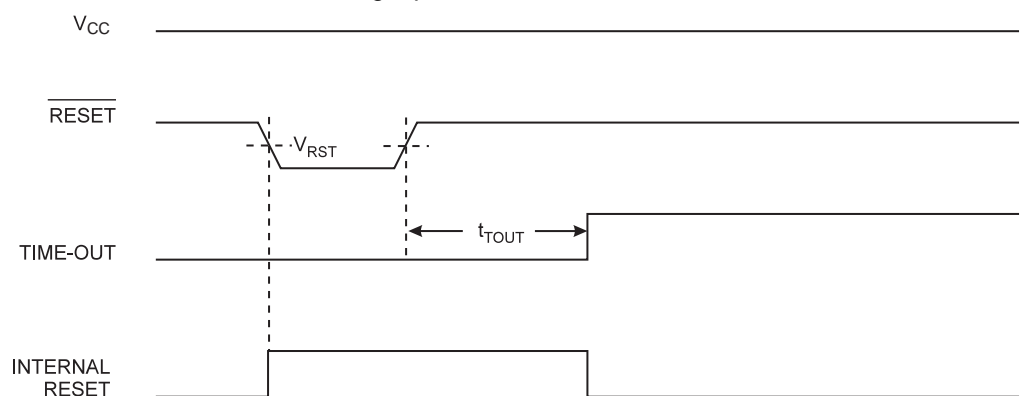 V_CC
RESET
V_RST
t_TOUT
TIME-OUT
INTERNAL
RESET